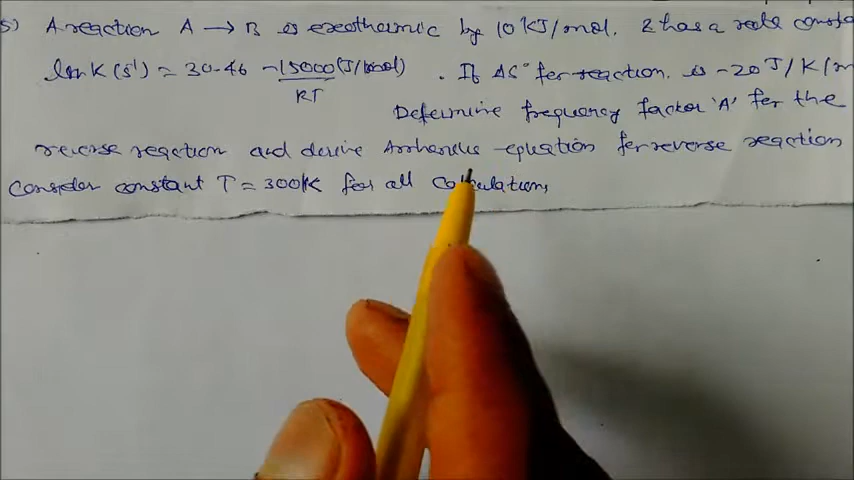 5) A reaction A → B is exothermic by 10 KJ/mol. & has a rate consta
ln K (s⁻¹) = 30.46 - 15000 (J/mol) / RT . If ΔS° for reaction is -20 J/K/m
Determine frequency factor 'A' for the
reverse reaction and derive Arrhenius equation for reverse reaction
Consider constant T = 300K for all calculations